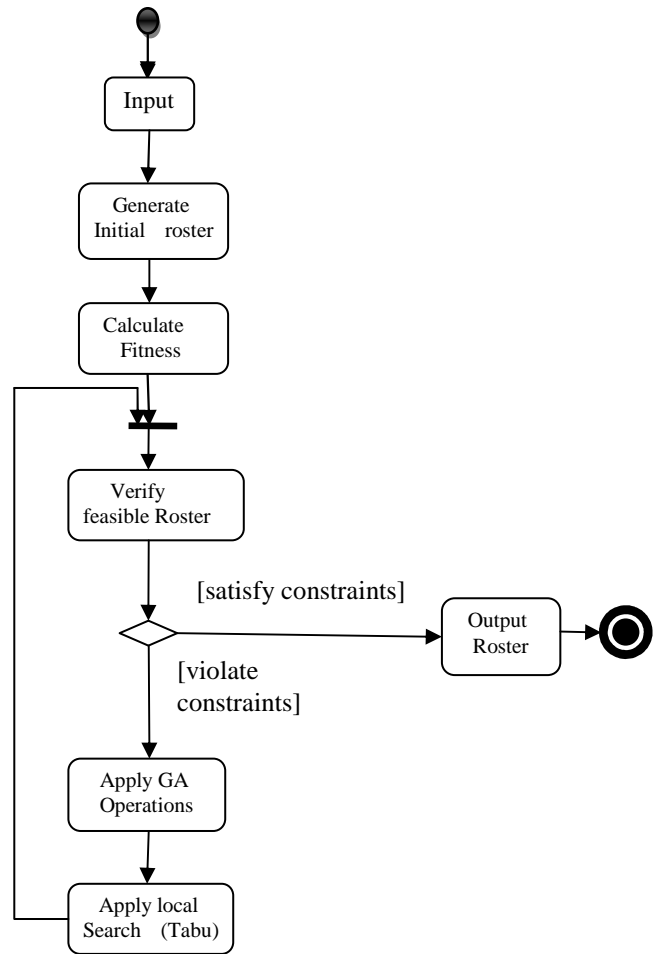 Input
Generate
Initial roster
Calculate
Fitness
Verify
feasible Roster
[satisfy constraints]
Output
Roster
[violate
constraints]
Apply GA
Operations
Apply local
Search (Tabu)